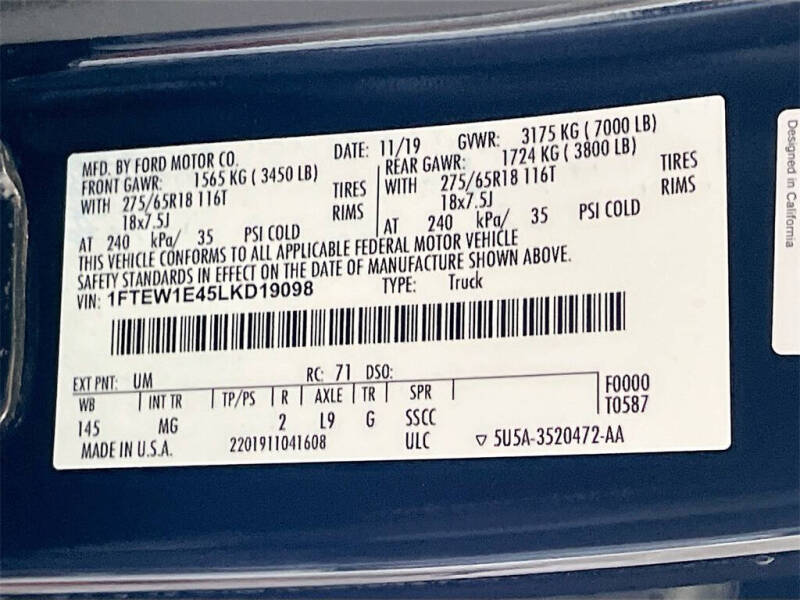 MFD. BY FORD MOTOR CO.
DATE: 11/19 GVWR: 3175 KG ( 7000 LB)
FRONT GAWR: 1565 KG ( 3450 LB)
WITH 275/65R18 116T TIRES
18x7.5J RIMS
AT 240 kPa/ 35 PSI COLD
REAR GAWR: 1724 KG ( 3800 LB)
WITH 275/65R18 116T TIRES
18x7.5J RIMS
AT 240 kPa/ 35 PSI COLD
THIS VEHICLE CONFORMS TO ALL APPLICABLE FEDERAL MOTOR VEHICLE
SAFETY STANDARDS IN EFFECT ON THE DATE OF MANUFACTURE SHOWN ABOVE.
VIN: 1FTEW1E45LKD19098 TYPE: Truck
EXT PNT: UM RC: 71 DSO:
WB | INT TR | TP/PS | R | AXLE | TR | SPR |
145 MG 2 L9 G SSCC
F0000
T0587
MADE IN U.S.A. 2201911041608 ULC ▽ 5U5A-3520472-AA
Designed in California